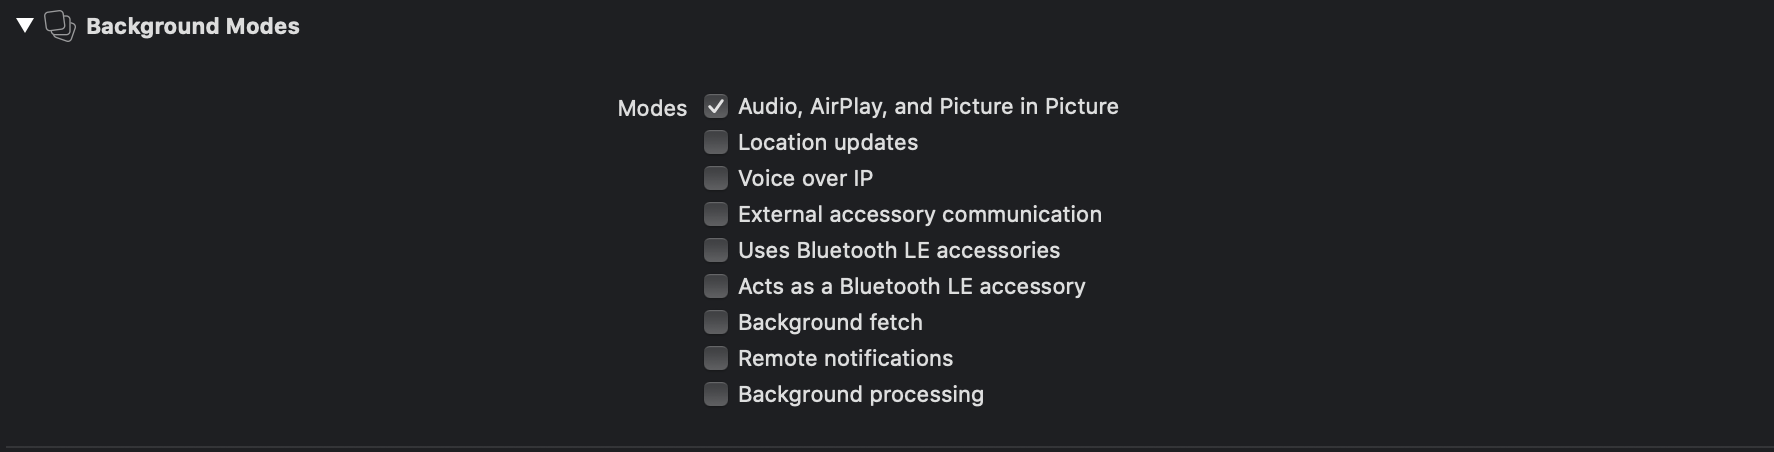 Background Modes
Modes Audio, AirPlay, and Picture in Picture
Location updates
Voice over IP
External accessory communication
Uses Bluetooth LE accessories
Acts as a Bluetooth LE accessory
Background fetch
Remote notifications
Background processing